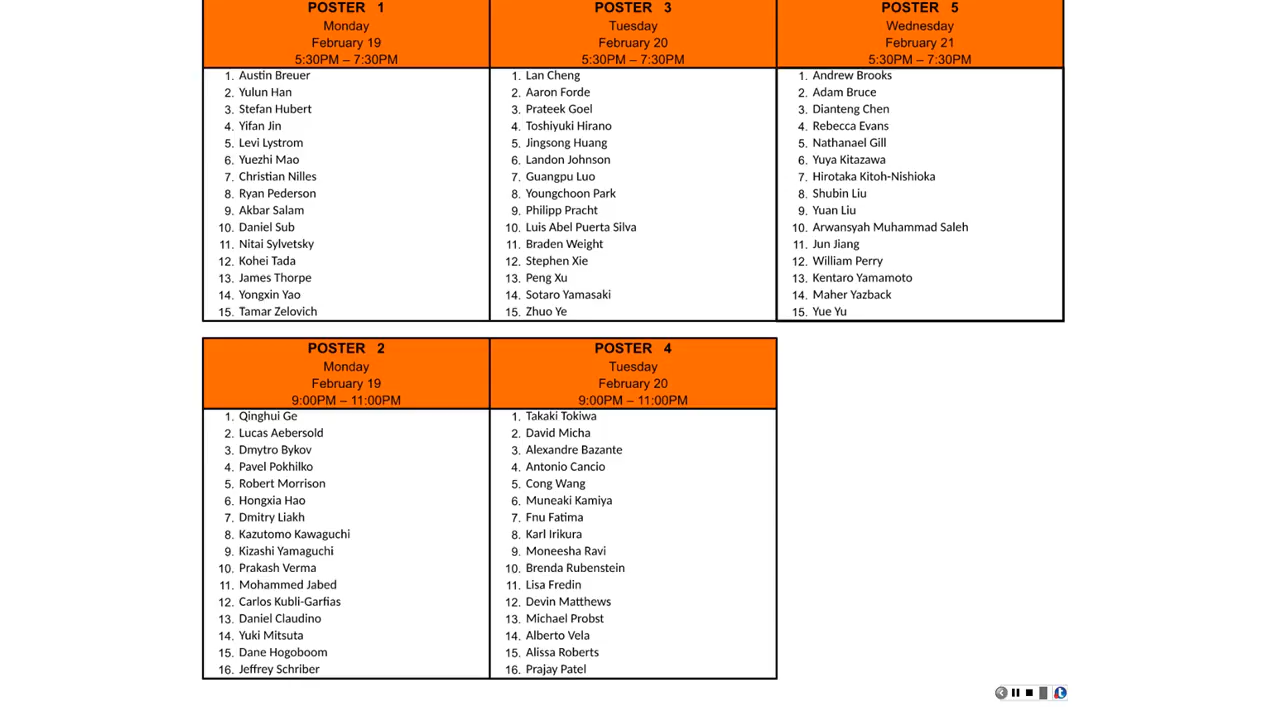 POSTER 1
Monday
February 19
5:30PM – 7:30PM
1. Austin Breuer
2. Yulun Han
3. Stefan Hubert
4. Yifan Jin
5. Levi Lystrom
6. Yuezhi Mao
7. Christian Nilles
8. Ryan Pederson
9. Akbar Salam
10. Daniel Sub
11. Nitai Sylvetsky
12. Kohei Tada
13. James Thorpe
14. Yongxin Yao
15. Tamar Zelovich
POSTER 3
Tuesday
February 20
5:30PM – 7:30PM
1. Lan Cheng
2. Aaron Forde
3. Prateek Goel
4. Toshiyuki Hirano
5. Jingsong Huang
6. Landon Johnson
7. Guangpu Luo
8. Youngchoon Park
9. Philipp Pracht
10. Luis Abel Puerta Silva
11. Braden Weight
12. Stephen Xie
13. Peng Xu
14. Sotaro Yamasaki
15. Zhuo Ye
POSTER 5
Wednesday
February 21
5:30PM – 7:30PM
1. Andrew Brooks
2. Adam Bruce
3. Dianteng Chen
4. Rebecca Evans
5. Nathanael Gill
6. Yuya Kitazawa
7. Hirotaka Kitoh-Nishioka
8. Shubin Liu
9. Yuan Liu
10. Arwansyah Muhammad Saleh
11. Jun Jiang
12. William Perry
13. Kentaro Yamamoto
14. Maher Yazback
15. Yue Yu
POSTER 2
Monday
February 19
9:00PM – 11:00PM
1. Qinghui Ge
2. Lucas Aebersold
3. Dmytro Bykov
4. Pavel Pokhilko
5. Robert Morrison
6. Hongxia Hao
7. Dmitry Liakh
8. Kazutomo Kawaguchi
9. Kizashi Yamaguchi
10. Prakash Verma
11. Mohammed Jabed
12. Carlos Kubli-Garfias
13. Daniel Claudino
14. Yuki Mitsuta
15. Dane Hogoboom
16. Jeffrey Schriber
POSTER 4
Tuesday
February 20
9:00PM – 11:00PM
1. Takaki Tokiwa
2. David Micha
3. Alexandre Bazante
4. Antonio Cancio
5. Cong Wang
6. Muneaki Kamiya
7. Fnu Fatima
8. Karl Irikura
9. Moneesha Ravi
10. Brenda Rubenstein
11. Lisa Fredin
12. Devin Matthews
13. Michael Probst
14. Alberto Vela
15. Alissa Roberts
16. Prajay Patel